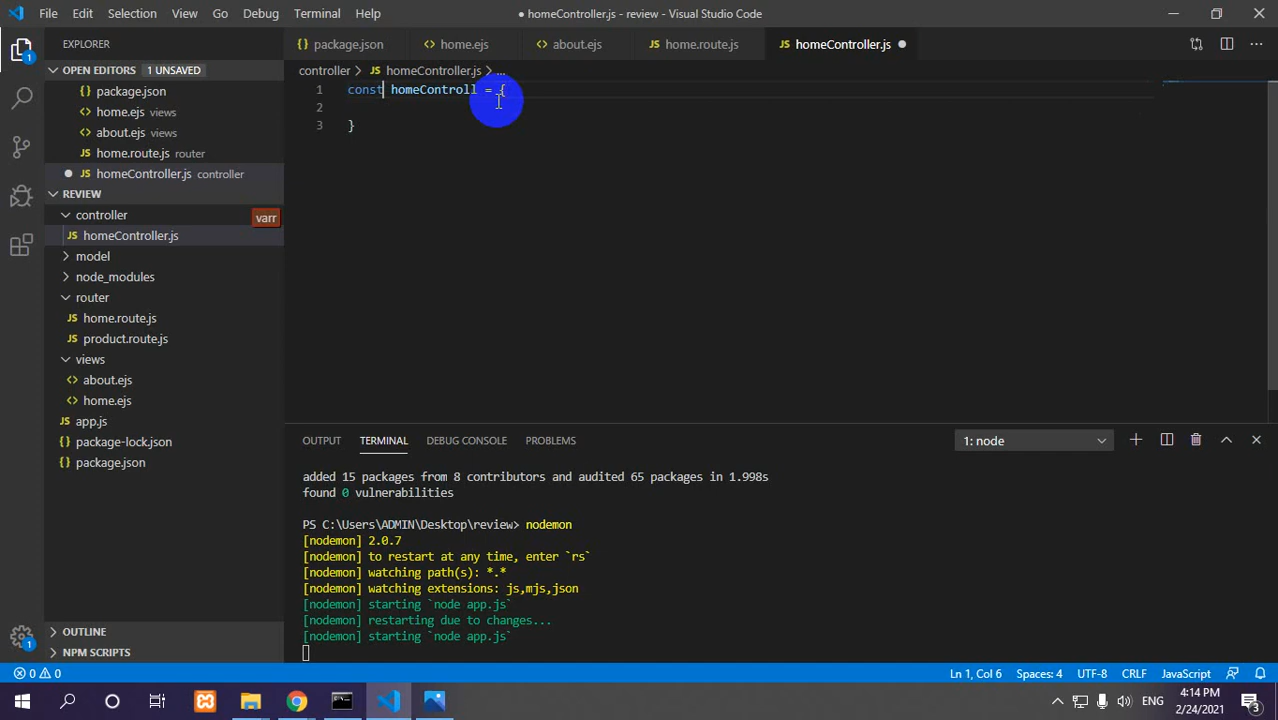 File Edit Selection View Go Debug Terminal Help
● homeController.js - review - Visual Studio Code
EXPLORER
package.json
home.ejs
about.ejs
home.route.js
homeController.js
OPEN EDITORS 1 UNSAVED
package.json
home.ejs views
about.ejs views
home.route.js router
homeController.js controller
REVIEW
controller
varr
homeController.js
model
node_modules
router
home.route.js
product.route.js
views
about.ejs
home.ejs
app.js
package-lock.json
package.json
OUTLINE
NPM SCRIPTS
controller > JS homeController.js > ...
1 const homeControll = {
2
3 }
OUTPUT TERMINAL DEBUG CONSOLE PROBLEMS
1: node
added 15 packages from 8 contributors and audited 65 packages in 1.998s
found 0 vulnerabilities
PS C:\Users\ADMIN\Desktop\review> nodemon
[nodemon] 2.0.7
[nodemon] to restart at any time, enter `rs`
[nodemon] watching path(s): *.*
[nodemon] watching extensions: js,mjs,json
[nodemon] starting `node app.js`
[nodemon] restarting due to changes...
[nodemon] starting `node app.js`
0 0
Ln 1, Col 6 Spaces: 4 UTF-8 CRLF JavaScript
ENG
4:14 PM
2/24/2021
3